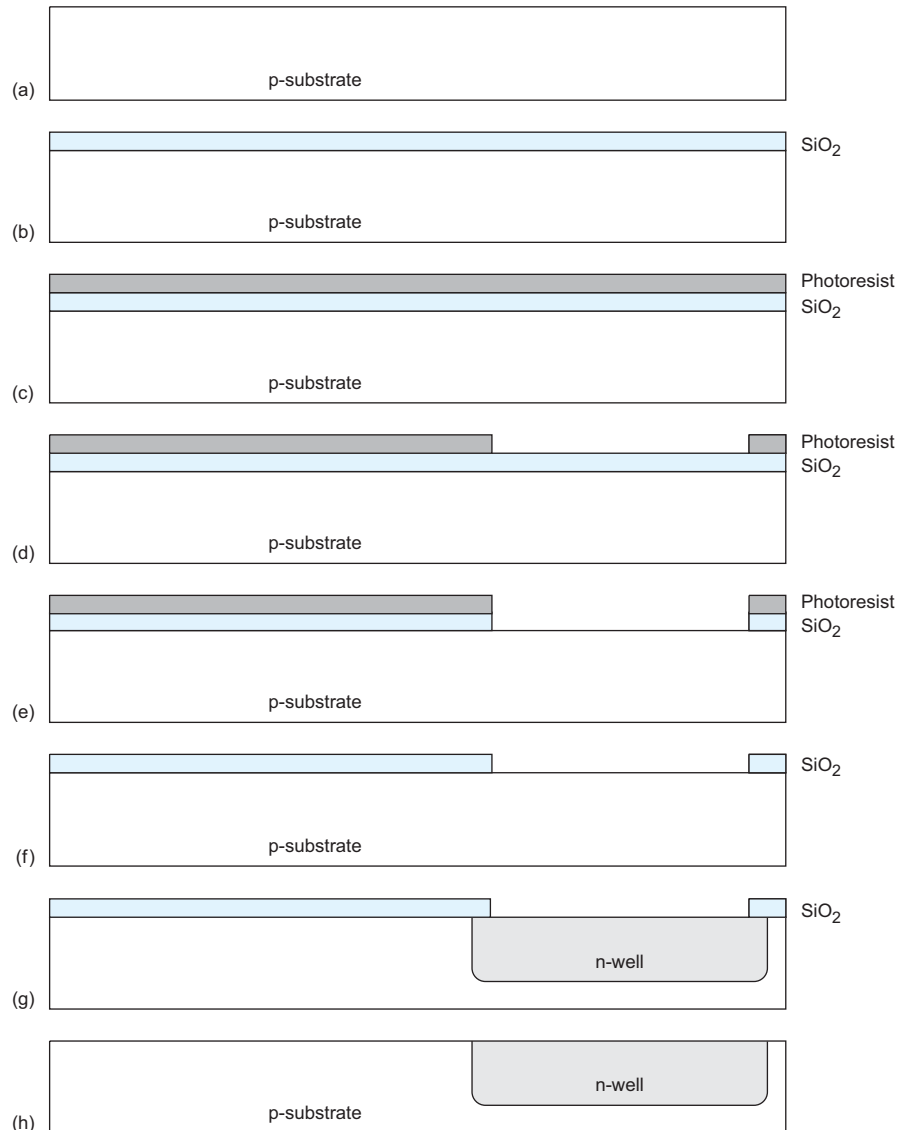 p-substrate
(a)
SiO2
p-substrate
(b)
Photoresist
SiO2
p-substrate
(c)
Photoresist
SiO2
p-substrate
(d)
Photoresist
SiO2
p-substrate
(e)
SiO2
p-substrate
(f)
SiO2
n-well
(g)
n-well
p-substrate
(h)